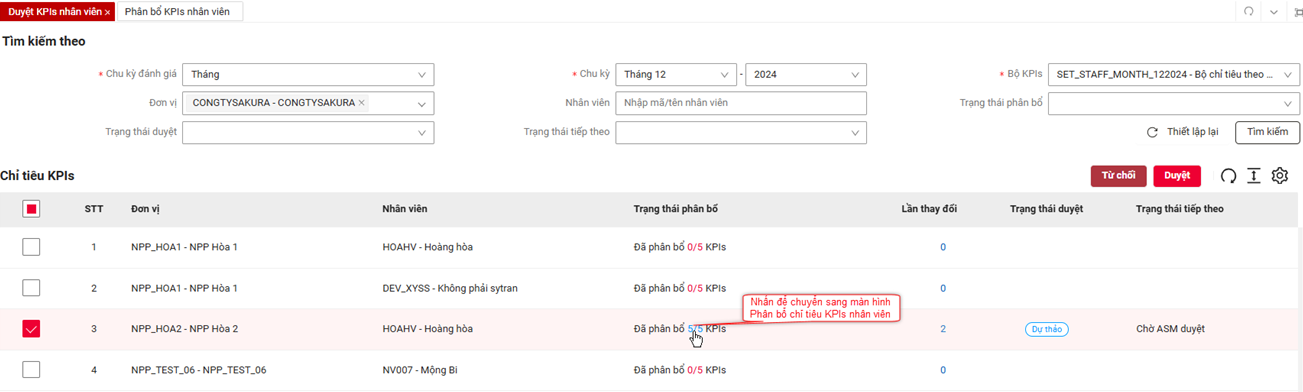 Duyệt KPIs nhân viên × Phân bổ KPIs nhân viên
Tìm kiếm theo
* Chu kỳ đánh giá Tháng * Chu kỳ Tháng 12 - 2024 * Bộ KPIs SET_STAFF_MONTH_122024 - Bộ chỉ tiêu theo ...
Đơn vị CONGTYSAKURA - CONGTYSAKURA × Nhân viên Nhập mã/tên nhân viên Trạng thái phân bổ
Trạng thái duyệt Trạng thái tiếp theo Thiết lập lại Tìm kiếm
Chỉ tiêu KPIs Từ chối Duyệt
STT Đơn vị Nhân viên Trạng thái phân bổ Lần thay đổi Trạng thái duyệt Trạng thái tiếp theo
1 NPP_HOA1 - NPP Hòa 1 HOAHV - Hoàng hòa Đã phân bổ 0/5 KPIs 0
2 NPP_HOA1 - NPP Hòa 1 DEV_XYSS - Không phải sytran Đã phân bổ 0/5 KPIs 0
Nhấn để chuyển sang màn hình
Phân bổ chỉ tiêu KPIs nhân viên
3 NPP_HOA2 - NPP Hòa 2 HOAHV - Hoàng hòa Đã phân bổ 5/5 KPIs 2 Dự thảo Chờ ASM duyệt
4 NPP_TEST_06 - NPP_TEST_06 NV007 - Mộng Bi Đã phân bổ 0/5 KPIs 0